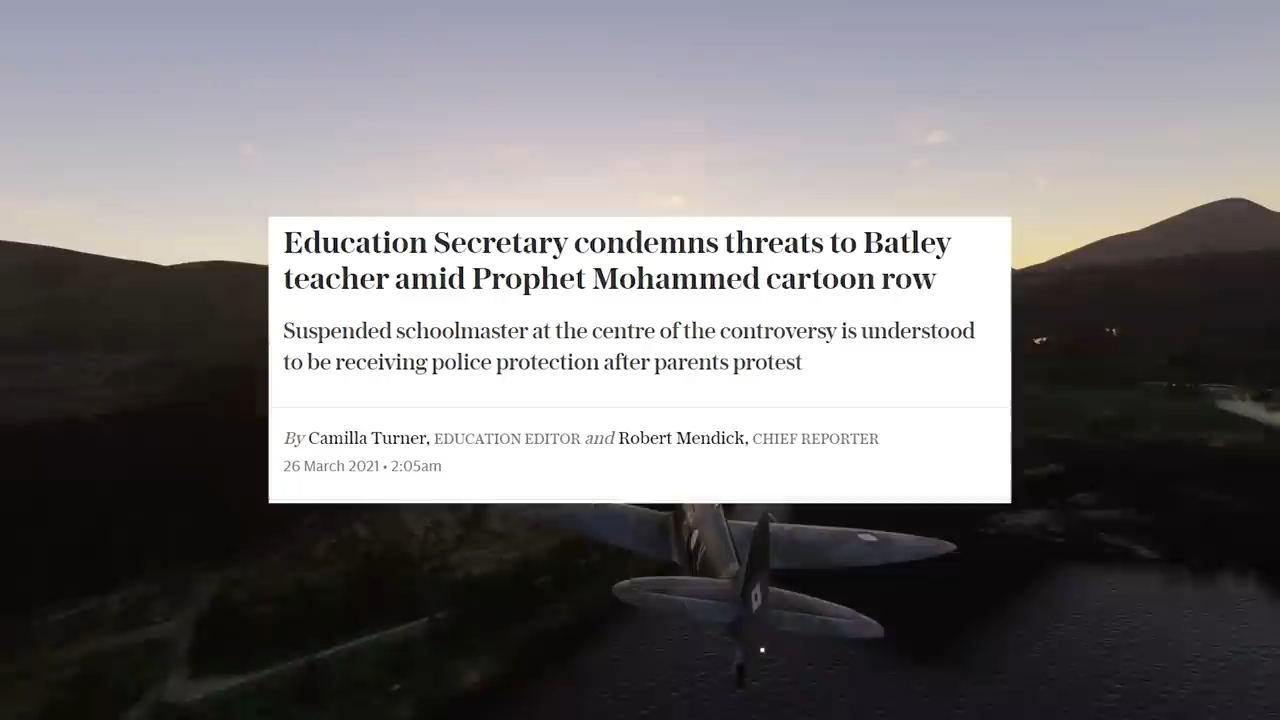 Education Secretary condemns threats to Batley
teacher amid Prophet Mohammed cartoon row
Suspended schoolmaster at the centre of the controversy is understood
to be receiving police protection after parents protest
By Camilla Turner, EDUCATION EDITOR and Robert Mendick, CHIEF REPORTER
26 March 2021 • 2:05am